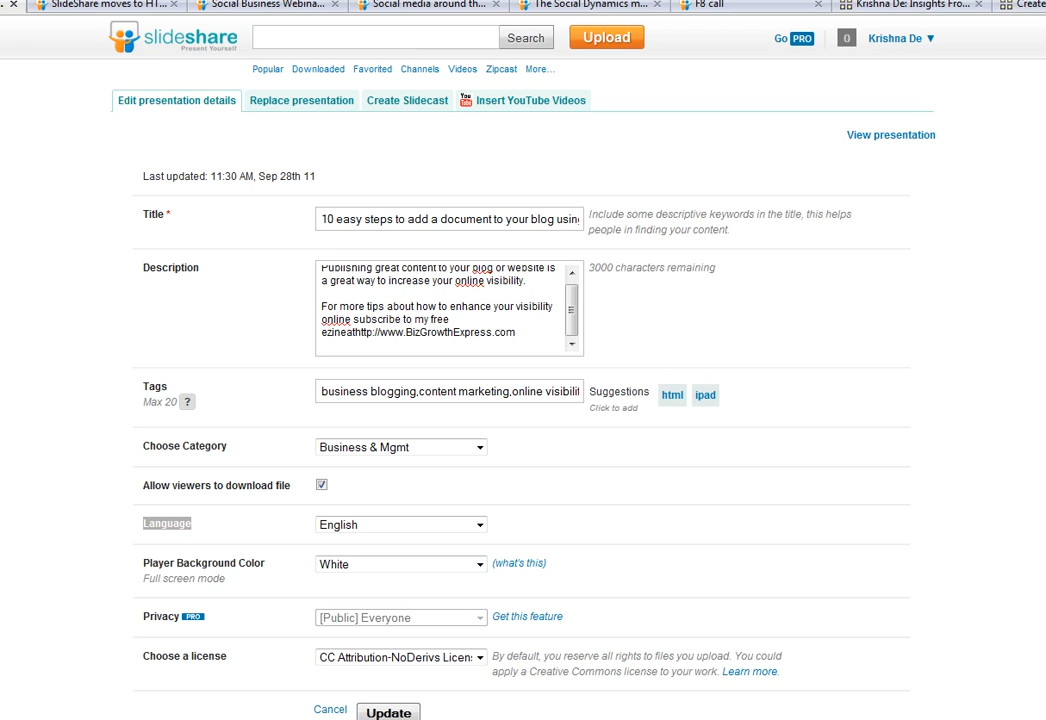 SlideShare moves to HT...
Social Business Webina...
Social media around th...
The Social Dynamics m...
F8 call
Krishna De: Insights Fro...
Create
slideshare
Present Yourself
Search
Upload
Go PRO
0
Krishna De ▼
Popular Downloaded Favorited Channels Videos Zipcast More...
Edit presentation details
Replace presentation
Create Slidecast
You Tube
Insert YouTube Videos
View presentation
Last updated: 11:30 AM, Sep 28th 11
Title *
10 easy steps to add a document to your blog using
Include some descriptive keywords in the title, this helps
people in finding your content.
Description
Publishing great content to your blog or website is
a great way to increase your online visibility.
For more tips about how to enhance your visibility
online subscribe to my free
ezineathttp://www.BizGrowthExpress.com
3000 characters remaining
Tags
Max 20 ?
business blogging,content marketing,online visibilit
Suggestions
Click to add
html
ipad
Choose Category
Business & Mgmt
Allow viewers to download file
Language
English
Player Background Color
Full screen mode
White
(what's this)
Privacy PRO
[Public] Everyone
Get this feature
Choose a license
CC Attribution-NoDerivs Licen
By default, you reserve all rights to files you upload. You could
apply a Creative Commons license to your work. Learn more.
Cancel
Update